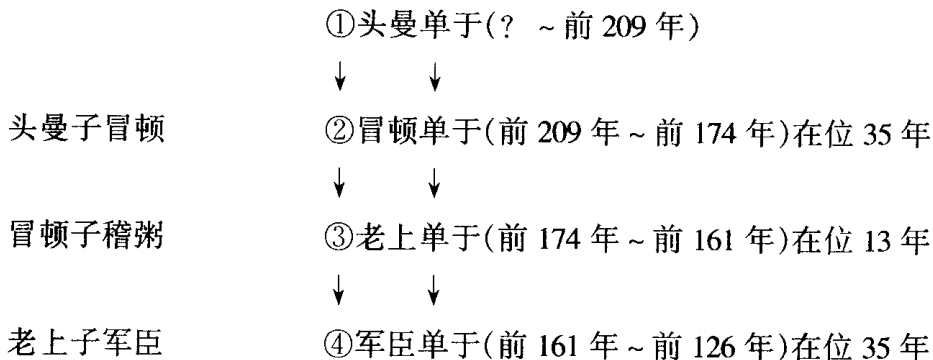 ①头曼单于(? ~前 209 年)
↓ ↓
头曼子冒顿 ②冒顿单于(前 209 年~前 174 年)在位 35 年
↓ ↓
冒顿子稽粥 ③老上单于(前 174 年~前 161 年)在位 13 年
↓ ↓
老上子军臣 ④军臣单于(前 161 年~前 126 年)在位 35 年